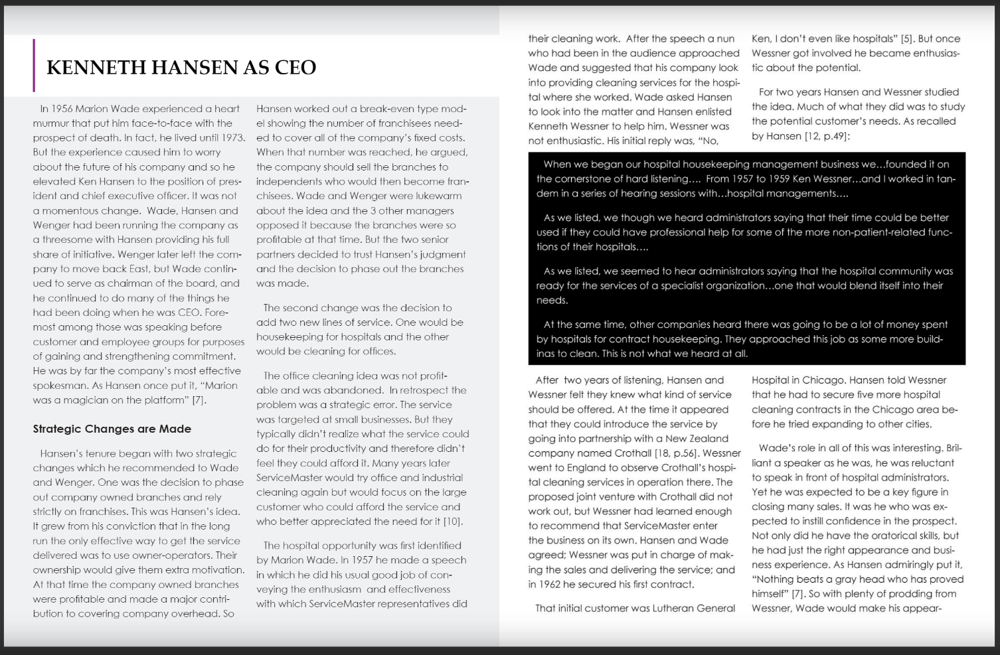 KENNETH HANSEN AS CEO
In 1956 Marion Wade experienced a heart
murmur that put him face-to-face with the
prospect of death. In fact, he lived until 1973.
But the experience caused him to worry
about the future of his company and so he
elevated Ken Hansen to the position of pres-
ident and chief executive officer. It was not
a momentous change.  Wade, Hansen and
Wenger had been running the company as
a threesome with Hansen providing his full
share of initiative. Wenger later left the com-
pany to move back East, but Wade contin-
ued to serve as chairman of the board, and
he continued to do many of the things he
had been doing when he was CEO. Fore-
most among those was speaking before
customer and employee groups for purposes
of gaining and strengthening commitment.
He was by far the company's most effective
spokesman. As Hansen once put it, "Marion
was a magician on the platform" [7].
Strategic Changes are Made
Hansen's tenure began with two strategic
changes which he recommended to Wade
and Wenger. One was the decision to phase
out company owned branches and rely
strictly on franchises. This was Hansen's idea.
It grew from his conviction that in the long
run the only effective way to get the service
delivered was to use owner-operators. Their
ownership would give them extra motivation.
At that time the company owned branches
were profitable and made a major contri-
bution to covering company overhead. So
Hansen worked out a break-even type mod-
el showing the number of franchisees need-
ed to cover all of the company's fixed costs.
When that number was reached, he argued,
the company should sell the branches to
independents who would then become fran-
chisees. Wade and Wenger were lukewarm
about the idea and the 3 other managers
opposed it because the branches were so
profitable at that time. But the two senior
partners decided to trust Hansen's judgment
and the decision to phase out the branches
was made.
The second change was the decision to
add two new lines of service. One would be
housekeeping for hospitals and the other
would be cleaning for offices.
The office cleaning idea was not profit-
able and was abandoned.  In retrospect the
problem was a strategic error. The service
was targeted at small businesses. But they
typically didn't realize what the service could
do for their productivity and therefore didn't
feel they could afford it. Many years later
ServiceMaster would try office and industrial
cleaning again but would focus on the large
customer who could afford the service and
who better appreciated the need for it [10].
The hospital opportunity was first identified
by Marion Wade. In 1957 he made a speech
in which he did his usual good job of con-
veying the enthusiasm  and effectiveness
with which ServiceMaster representatives did
their cleaning work.  After the speech a nun
who had been in the audience approached
Wade and suggested that his company look
into providing cleaning services for the hospi-
tal where she worked. Wade asked Hansen
to look into the matter and Hansen enlisted
Kenneth Wessner to help him. Wessner was
not enthusiastic. His initial reply was, "No,
Ken, I don't even like hospitals" [5]. But once
Wessner got involved he became enthusias-
tic about the potential.
For two years Hansen and Wessner studied
the idea. Much of what they did was to study
the potential customer's needs. As recalled
by Hansen [12, p.49]:
When we began our hospital housekeeping management business we…founded it on
the cornerstone of hard listening….  From 1957 to 1959 Ken Wessner…and I worked in tan-
dem in a series of hearing sessions with…hospital managements….
As we listed, we though we heard administrators saying that their time could be better
used if they could have professional help for some of the more non-patient-related func-
tions of their hospitals….
As we listed, we seemed to hear administrators saying that the hospital community was
ready for the services of a specialist organization…one that would blend itself into their
needs.
At the same time, other companies heard there was going to be a lot of money spent
by hospitals for contract housekeeping. They approached this job as some more build-
inas to clean. This is not what we heard at all.
After  two years of listening, Hansen and
Wessner felt they knew what kind of service
should be offered. At the time it appeared
that they could introduce the service by
going into partnership with a New Zealand
company named Crothall [18, p.56]. Wessner
went to England to observe Crothall's hospi-
tal cleaning services in operation there. The
proposed joint venture with Crothall did not
work out, but Wessner had learned enough
to recommend that ServiceMaster enter
the business on its own. Hansen and Wade
agreed; Wessner was put in charge of mak-
ing the sales and delivering the service; and
in 1962 he secured his first contract.
That initial customer was Lutheran General
Hospital in Chicago. Hansen told Wessner
that he had to secure five more hospital
cleaning contracts in the Chicago area be-
fore he tried expanding to other cities.
Wade's role in all of this was interesting. Bril-
liant a speaker as he was, he was reluctant
to speak in front of hospital administrators.
Yet he was expected to be a key figure in
closing many sales. It was he who was ex-
pected to instill confidence in the prospect.
Not only did he have the oratorical skills, but
he had just the right appearance and busi-
ness experience. As Hansen admiringly put it,
"Nothing beats a gray head who has proved
himself" [7]. So with plenty of prodding from
Wessner, Wade would make his appear-